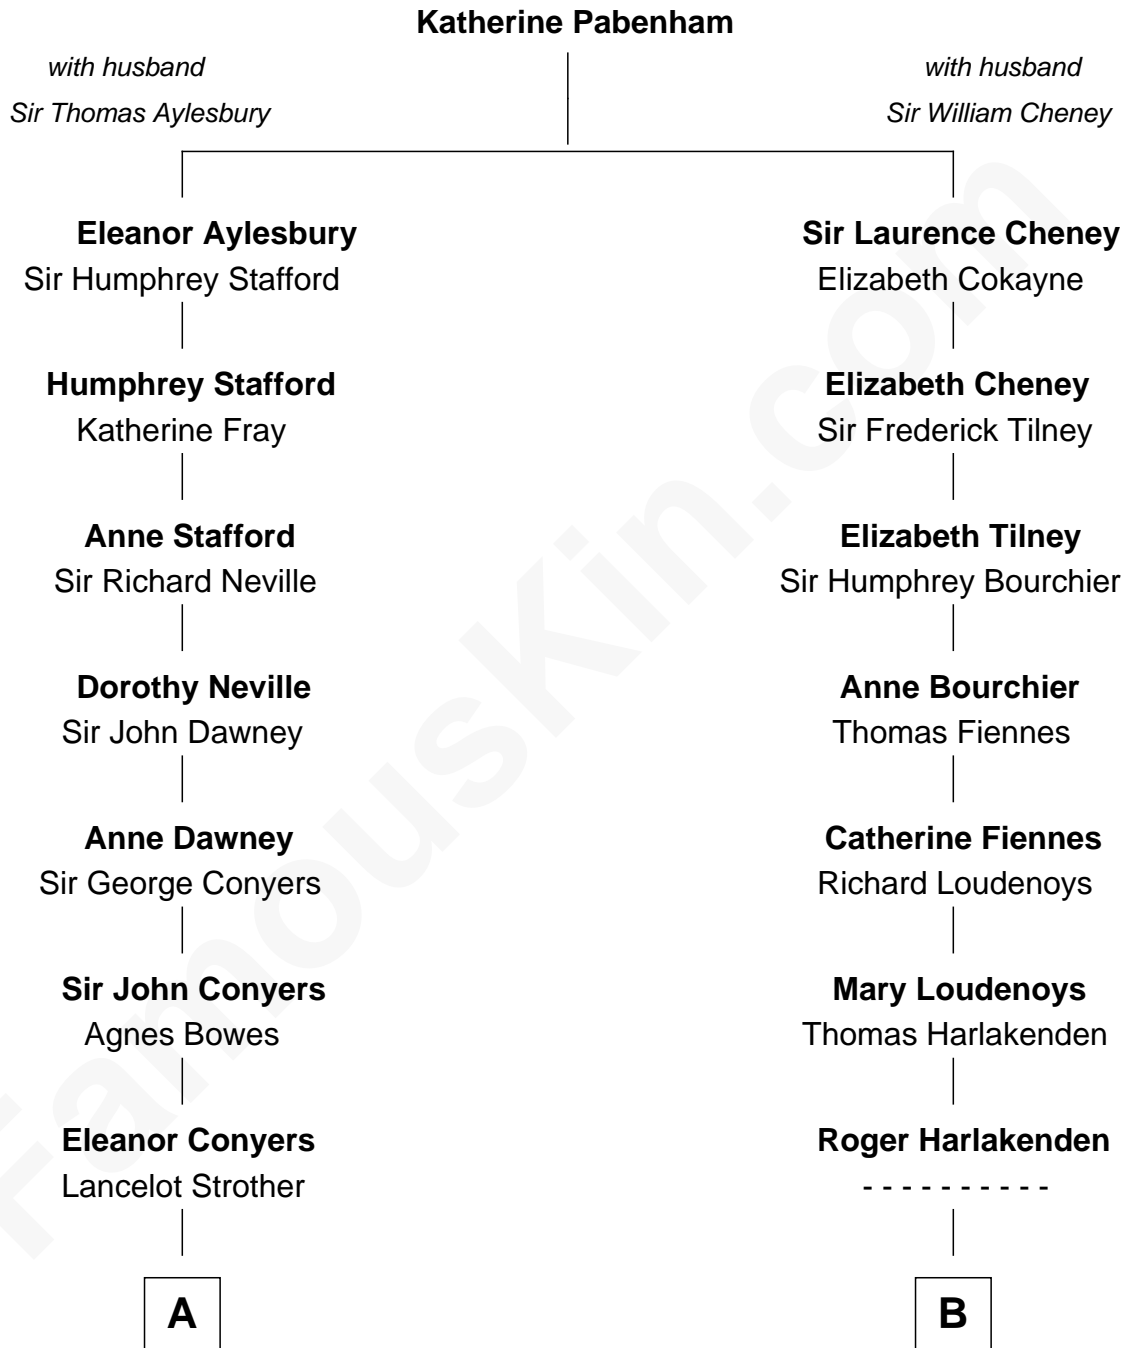 Katherine Pabenham
with husband
Sir Thomas Aylesbury
with husband
Sir William Cheney
Eleanor Aylesbury
Sir Humphrey Stafford
Sir Laurence Cheney
Elizabeth Cokayne
Humphrey Stafford
Katherine Fray
Elizabeth Cheney
Sir Frederick Tilney
Anne Stafford
Sir Richard Neville
Elizabeth Tilney
Sir Humphrey Bourchier
Dorothy Neville
Sir John Dawney
Anne Bourchier
Thomas Fiennes
Anne Dawney
Sir George Conyers
Catherine Fiennes
Richard Loudenoys
Sir John Conyers
Agnes Bowes
Mary Loudenoys
Thomas Harlakenden
Eleanor Conyers
Lancelot Strother
Roger Harlakenden
- - - - - - - - - -
A
B
FamousKin.com